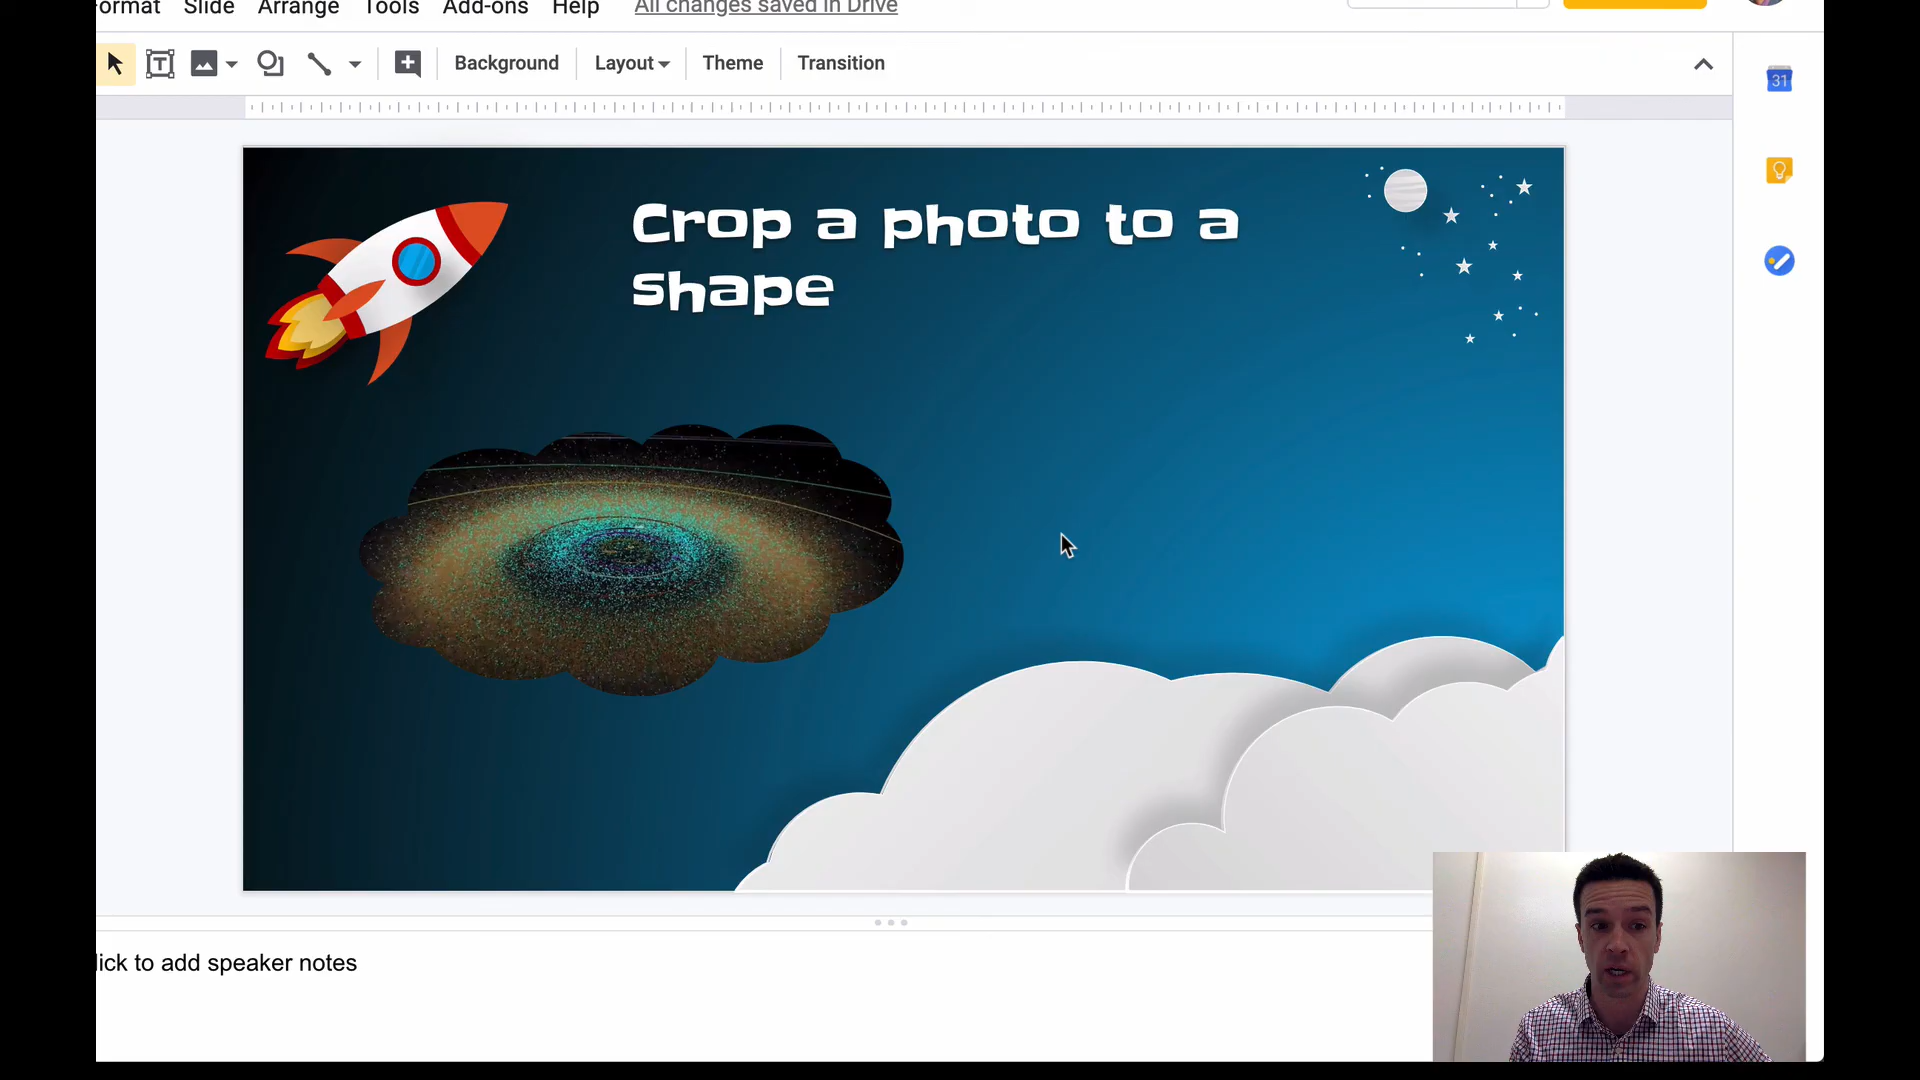 ormat Slide Arrange Tools Add-ons Help All changes saved in Drive
Background Layout Theme Transition
31
Crop a photo to a
shape
lick to add speaker notes